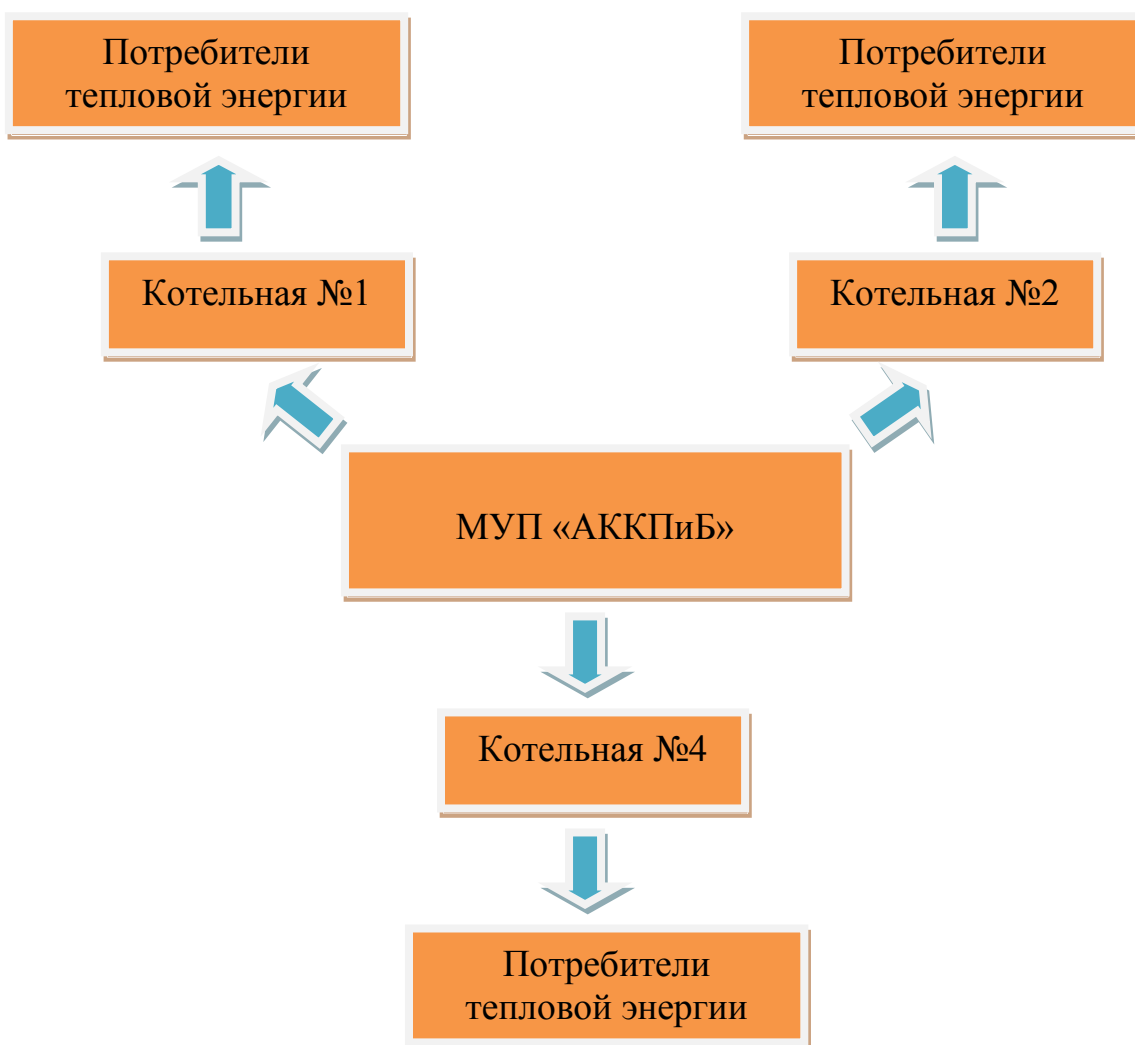 Потребители
тепловой энергии
Потребители
тепловой энергии
Котельная №1
Котельная №2
МУП «АККПиБ»
Котельная №4
Потребители
тепловой энергии